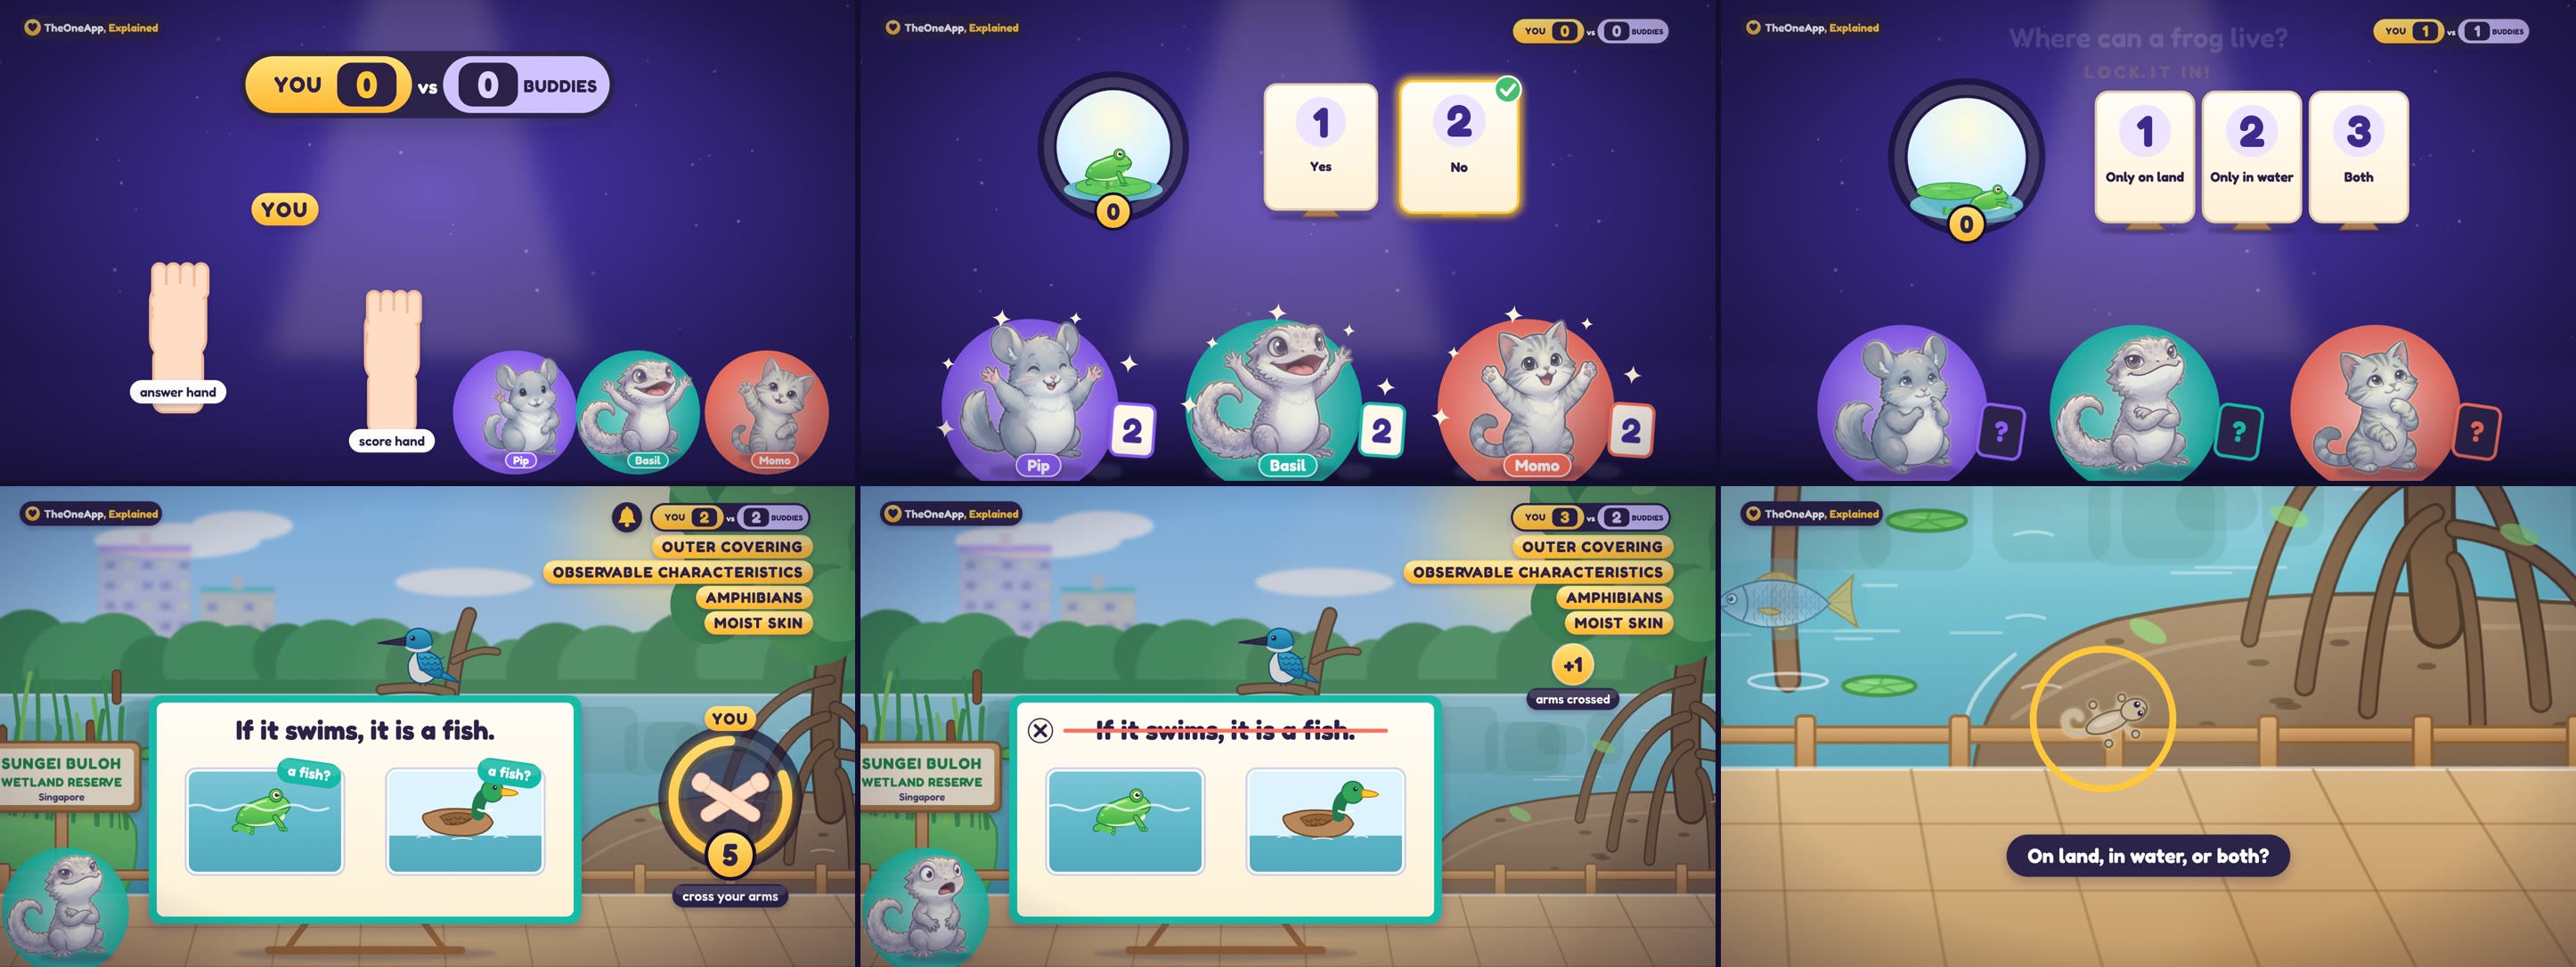 TheOneApp, Explained
YOU 0 vs 0 BUDDIES
YOU
answer hand
score hand
Pip
Basil
Momo
TheOneApp, Explained
YOU 0 vs 0 BUDDIES
0
1
Yes
2
No
2
2
2
Pip
Basil
Momo
TheOneApp, Explained
Where can a frog live?
YOU 1 vs 1 BUDDIES
LOCK IT IN!
0
1
Only on land
2
Only in water
3
Both
?
?
?
TheOneApp, Explained
YOU 2 vs 2 BUDDIES
OUTER COVERING
OBSERVABLE CHARACTERISTICS
AMPHIBIANS
MOIST SKIN
If it swims, it is a fish.
a fish?
a fish?
SUNGEI BULOH
WETLAND RESERVE
Singapore
YOU
5
cross your arms
TheOneApp, Explained
YOU 3 vs 2 BUDDIES
OUTER COVERING
OBSERVABLE CHARACTERISTICS
AMPHIBIANS
MOIST SKIN
+1
arms crossed
If it swims, it is a fish.
SUNGEI BULOH
WETLAND RESERVE
Singapore
TheOneApp, Explained
On land, in water, or both?